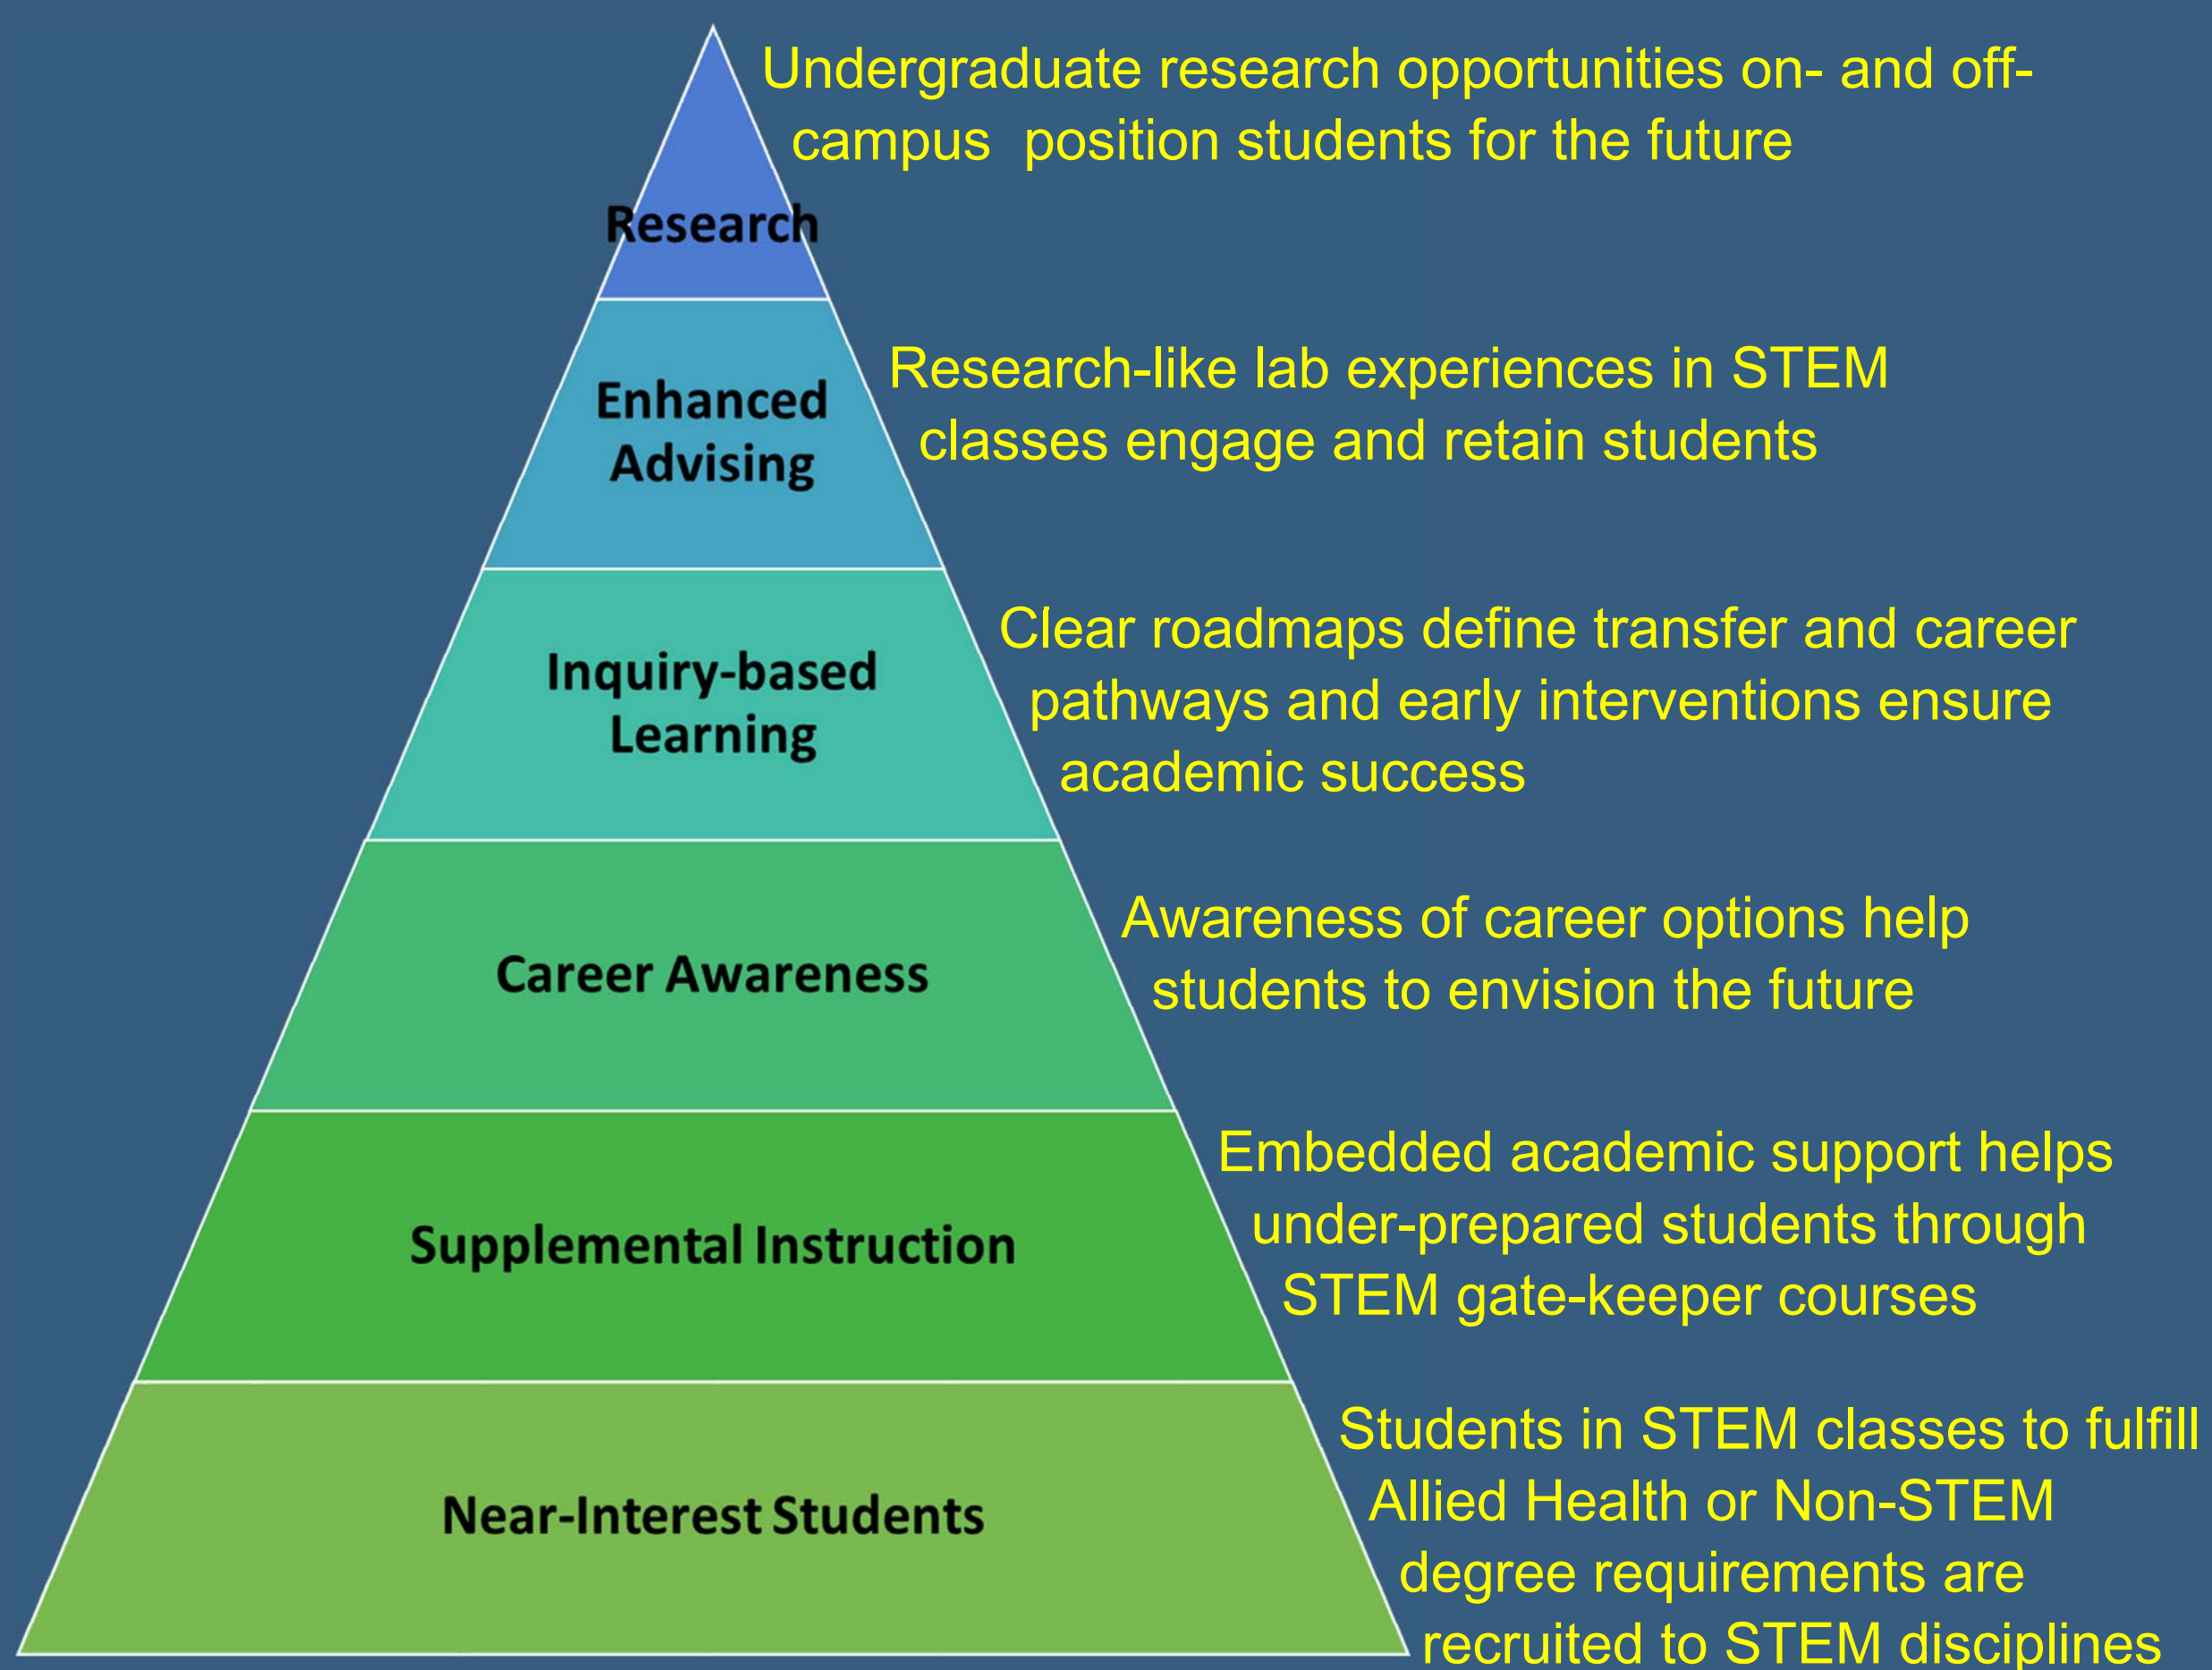 Undergraduate research opportunities on- and off-
campus  position students for the future
Research
Enhanced
Advising
Research-like lab experiences in STEM
classes engage and retain students
Inquiry-based
Learning
Clear roadmaps define transfer and career
pathways and early interventions ensure
academic success
Career Awareness
Awareness of career options help
students to envision the future
Supplemental Instruction
Embedded academic support helps
under-prepared students through
STEM gate-keeper courses
Near-Interest Students
Students in STEM classes to fulfill
Allied Health or Non-STEM
degree requirements are
recruited to STEM disciplines